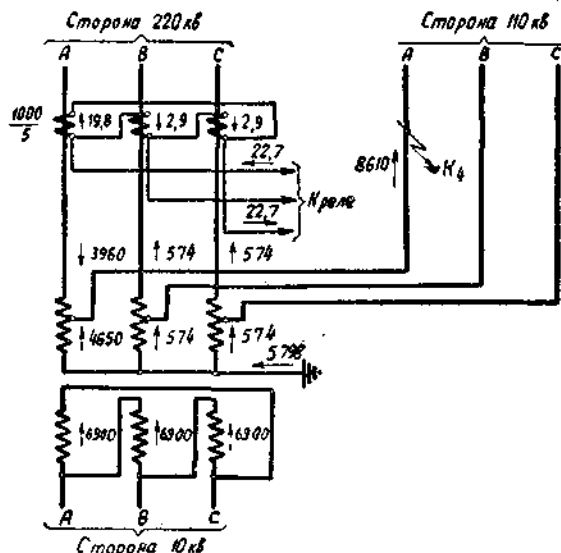 Сторона 220 кв
Сторона 110 кв
А В С
А В С
1000/5
↓19,8 ↓2,9 ↓2,9
8610
К4
22,7
К реле
22,7
↓3960 ↑574 ↑574
↑4650 ↑574 ↑574
5798
↑6900 ↑6900 ↓6900
А В С
Сторона 10 кв